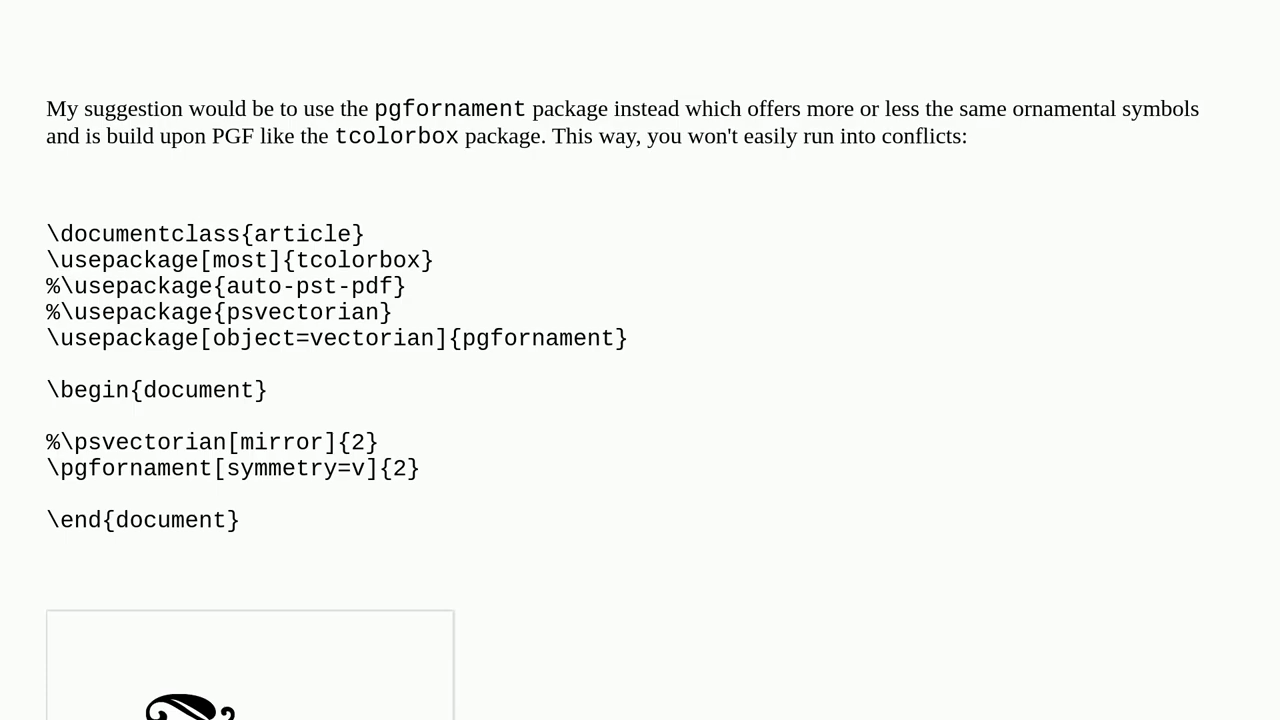 My suggestion would be to use the pgfornament package instead which offers more or less the same ornamental symbols
and is build upon PGF like the tcolorbox package. This way, you won't easily run into conflicts:
\documentclass{article}
\usepackage[most]{tcolorbox}
%\usepackage{auto-pst-pdf}
%\usepackage{psvectorian}
\usepackage[object=vectorian]{pgfornament}
\begin{document}
%\psvectorian[mirror]{2}
\pgfornament[symmetry=v]{2}
\end{document}